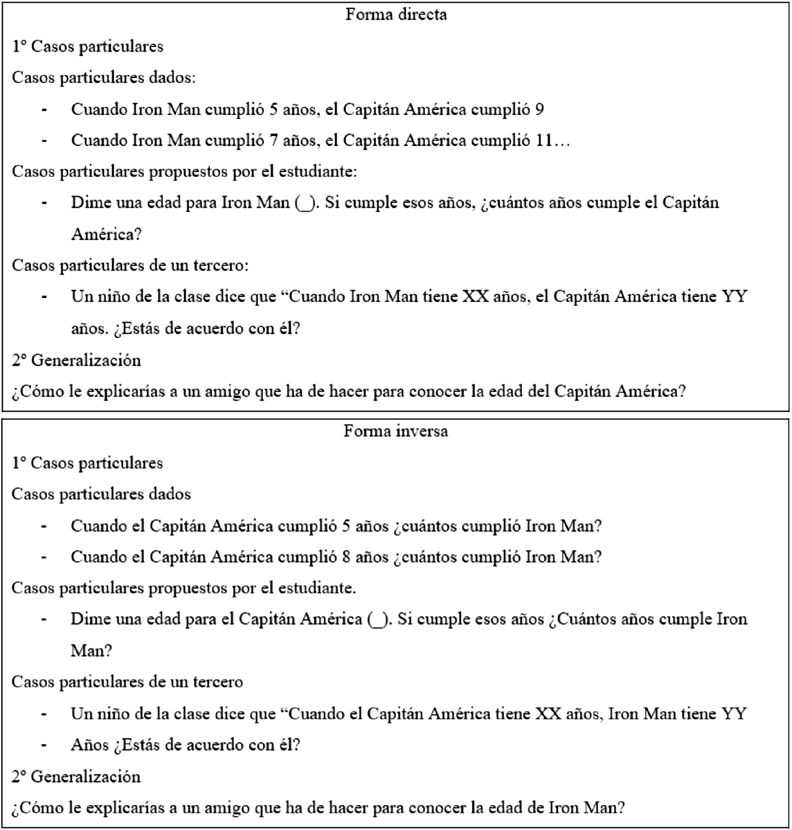 Forma directa
1º Casos particulares
Casos particulares dados:
- Cuando Iron Man cumplió 5 años, el Capitán América cumplió 9
- Cuando Iron Man cumplió 7 años, el Capitán América cumplió 11…
Casos particulares propuestos por el estudiante:
- Dime una edad para Iron Man (_). Si cumple esos años, ¿cuántos años cumple el Capitán
América?
Casos particulares de un tercero:
- Un niño de la clase dice que “Cuando Iron Man tiene XX años, el Capitán América tiene YY
años. ¿Estás de acuerdo con él?
2º Generalización
¿Cómo le explicarías a un amigo que ha de hacer para conocer la edad del Capitán América?
Forma inversa
1º Casos particulares
Casos particulares dados
- Cuando el Capitán América cumplió 5 años ¿cuántos cumplió Iron Man?
- Cuando el Capitán América cumplió 8 años ¿cuántos cumplió Iron Man?
Casos particulares propuestos por el estudiante.
- Dime una edad para el Capitán América (_). Si cumple esos años ¿Cuántos años cumple Iron
Man?
Casos particulares de un tercero
- Un niño de la clase dice que “Cuando el Capitán América tiene XX años, Iron Man tiene YY
- Años ¿Estás de acuerdo con él?
2º Generalización
¿Cómo le explicarías a un amigo que ha de hacer para conocer la edad de Iron Man?